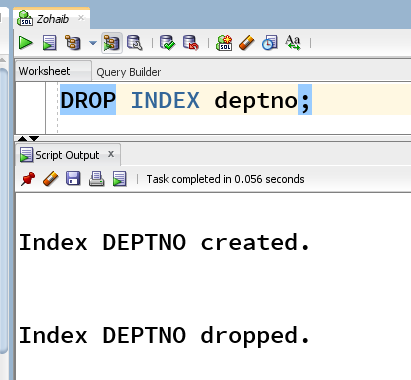 Zohaib
Worksheet Query Builder
DROP INDEX deptno;
Script Output x
Task completed in 0.056 seconds
Index DEPTNO created.
Index DEPTNO dropped.